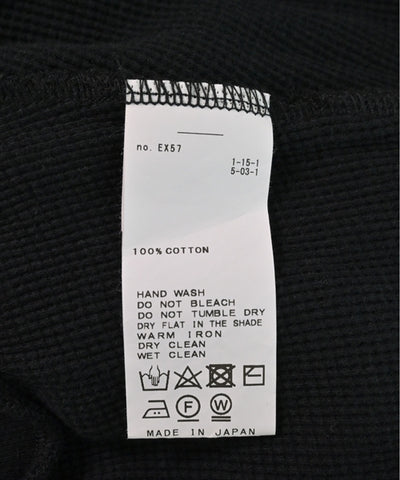 no. EX57
1-15-1
5-03-1
100% COTTON
HAND WASH
DO NOT BLEACH
DO NOT TUMBLE DRY
DRY FLAT IN THE SHADE
WARM IRON
DRY CLEAN
WET CLEAN
F W
MADE IN JAPAN